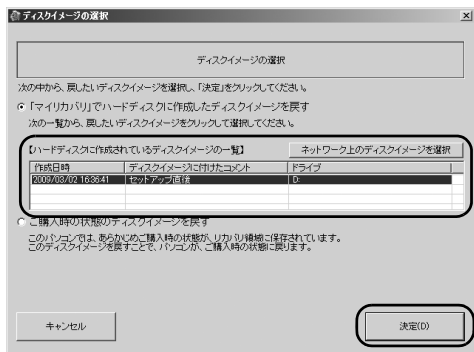 ディスクイメージの選択
ディスクイメージの選択
次の中から、戻したいディスクイメージを選択し、「決定」をクリックしてください。
「マイリカバリ」でハードディスクに作成したディスクイメージを戻す
次の一覧から、戻したいディスクイメージをクリックして選択してください。
【ハードディスクに作成されているディスクイメージの一覧】 ネットワーク上のディスクイメージを選択
作成日時 ディスクイメージに付けたコメント ドライブ
2009/03/02 16:36:41 セットアップ直後 D:
ご購入時の状態のディスクイメージを戻す
このパソコンでは、あらかじめご購入時の状態が、リカバリ領域に保存されています。
このディスクイメージを戻すことで、パソコンが、ご購入時の状態に戻ります。
キャンセル 決定(D)